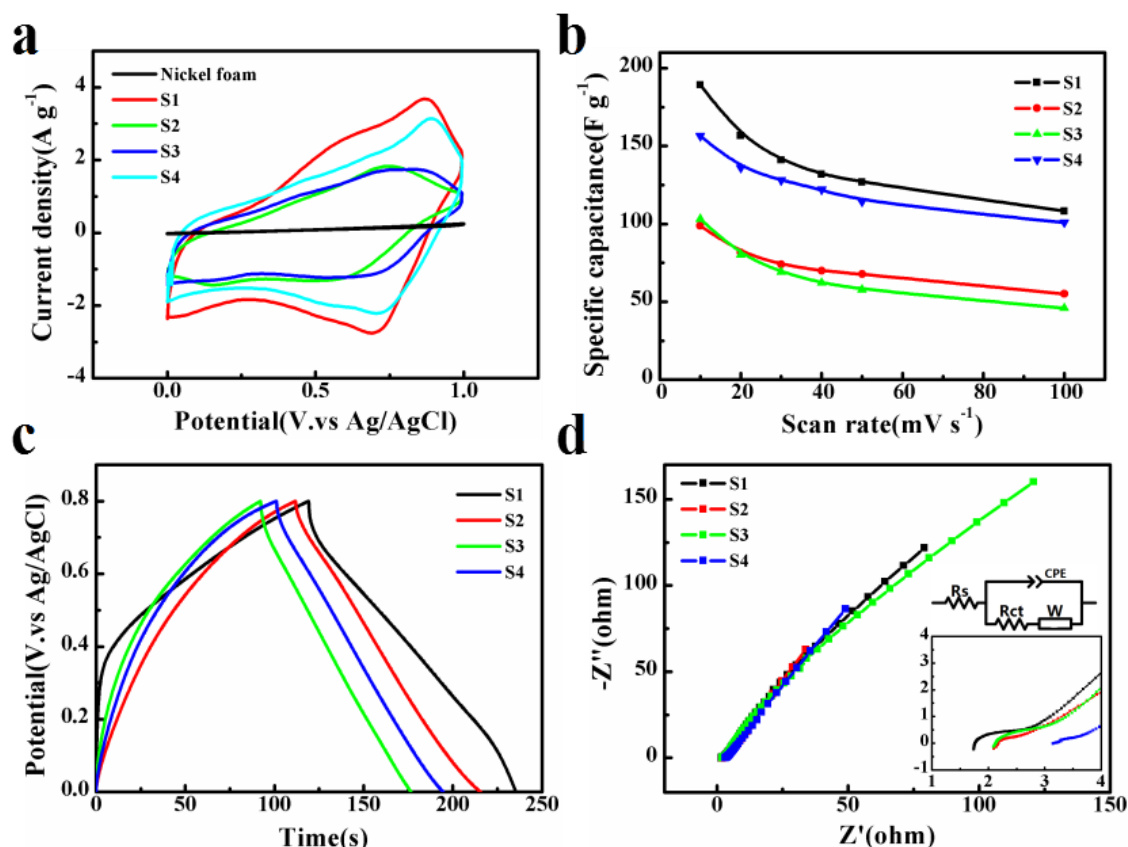 a
4
2
0
-2
-4
Current density(A g⁻¹)
Nickel foam
S1
S2
S3
S4
0.0 0.5 1.0
Potential(V.vs Ag/AgCl)
b
200
150
100
50
0
Specific capacitance(F g⁻¹)
S1
S2
S3
S4
0 20 40 60 80 100
Scan rate(mV s⁻¹)
c
0.8
0.6
0.4
0.2
0.0
Potential(V.vs Ag/AgCl)
S1
S2
S3
S4
0 50 100 150 200 250
Time(s)
d
150
100
50
0
-Z''(ohm)
S1
S2
S3
S4
CPE
Rs
Rct W
4
3
2
1
0
-1
1 2 3 4
0 50 100 150
Z'(ohm)